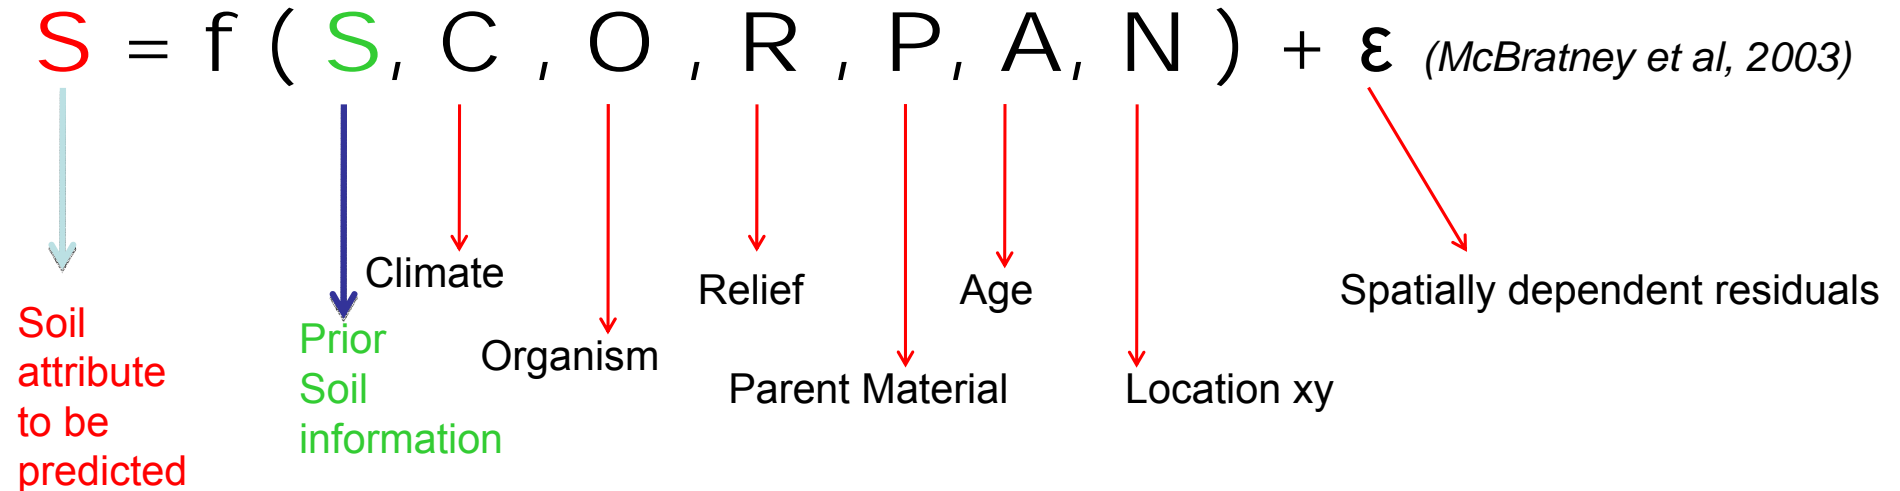 S = f ( S, C , O , R , P, A, N ) + ε (McBratney et al, 2003)
Climate
Relief
Age
Spatially dependent residuals
Soil
attribute
to be
predicted
Prior
Soil
information
Organism
Parent Material
Location xy